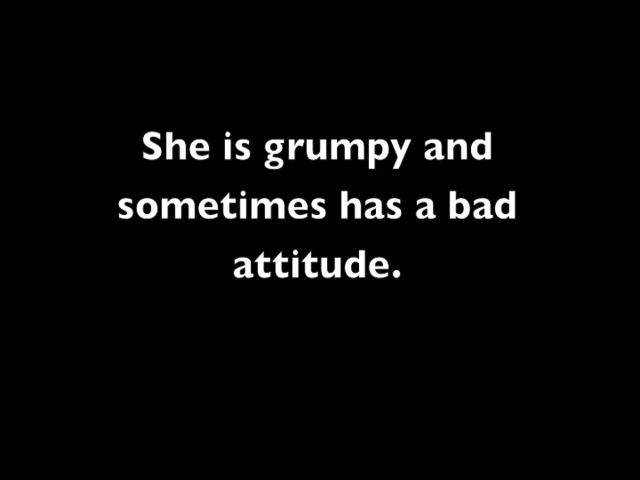 She is grumpy and
sometimes has a bad
attitude.